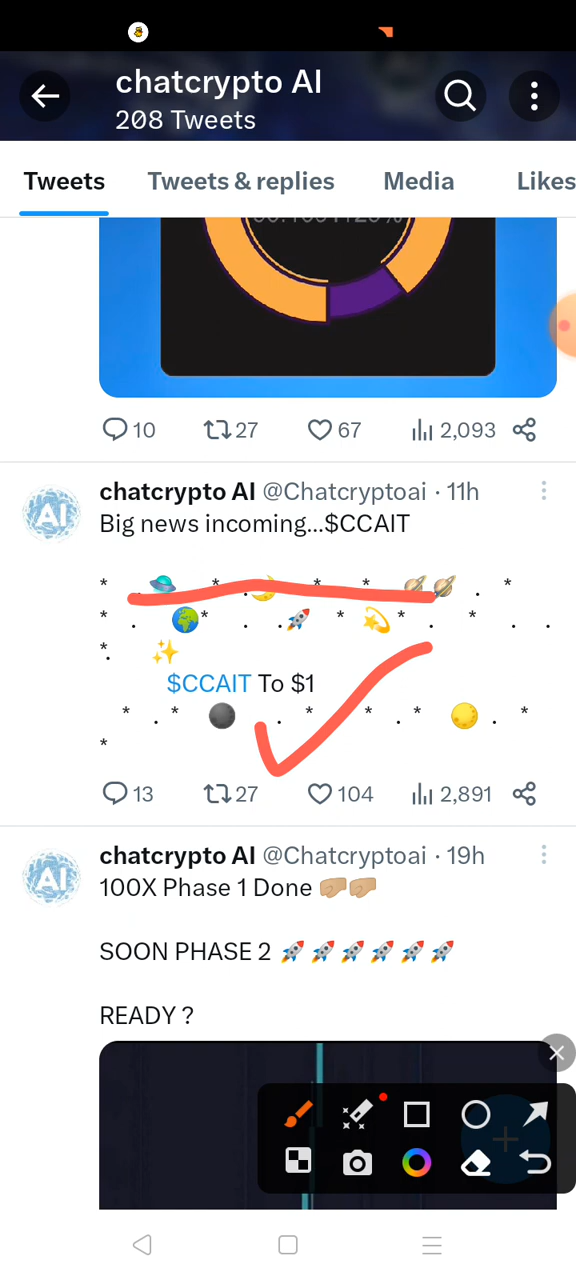 chatcrypto AI
208 Tweets
Tweets Tweets & replies Media Likes
10 27 67 2,093
AI
chatcrypto AI @Chatcryptoai · 11h
Big news incoming...$CCAIT
* 🛸 * . 🌙 * * 🪐 🪐 . *
* . 🌍 * . . 🚀 * 💫 * . * . .
*. ✨
$CCAIT To $1
* . * 🌑 . * * . * 🌕 . *
*
13 27 104 2,891
AI
chatcrypto AI @Chatcryptoai · 19h
100X Phase 1 Done 🤛🏼🤛🏼
SOON PHASE 2 🚀 🚀 🚀 🚀 🚀 🚀
READY ?